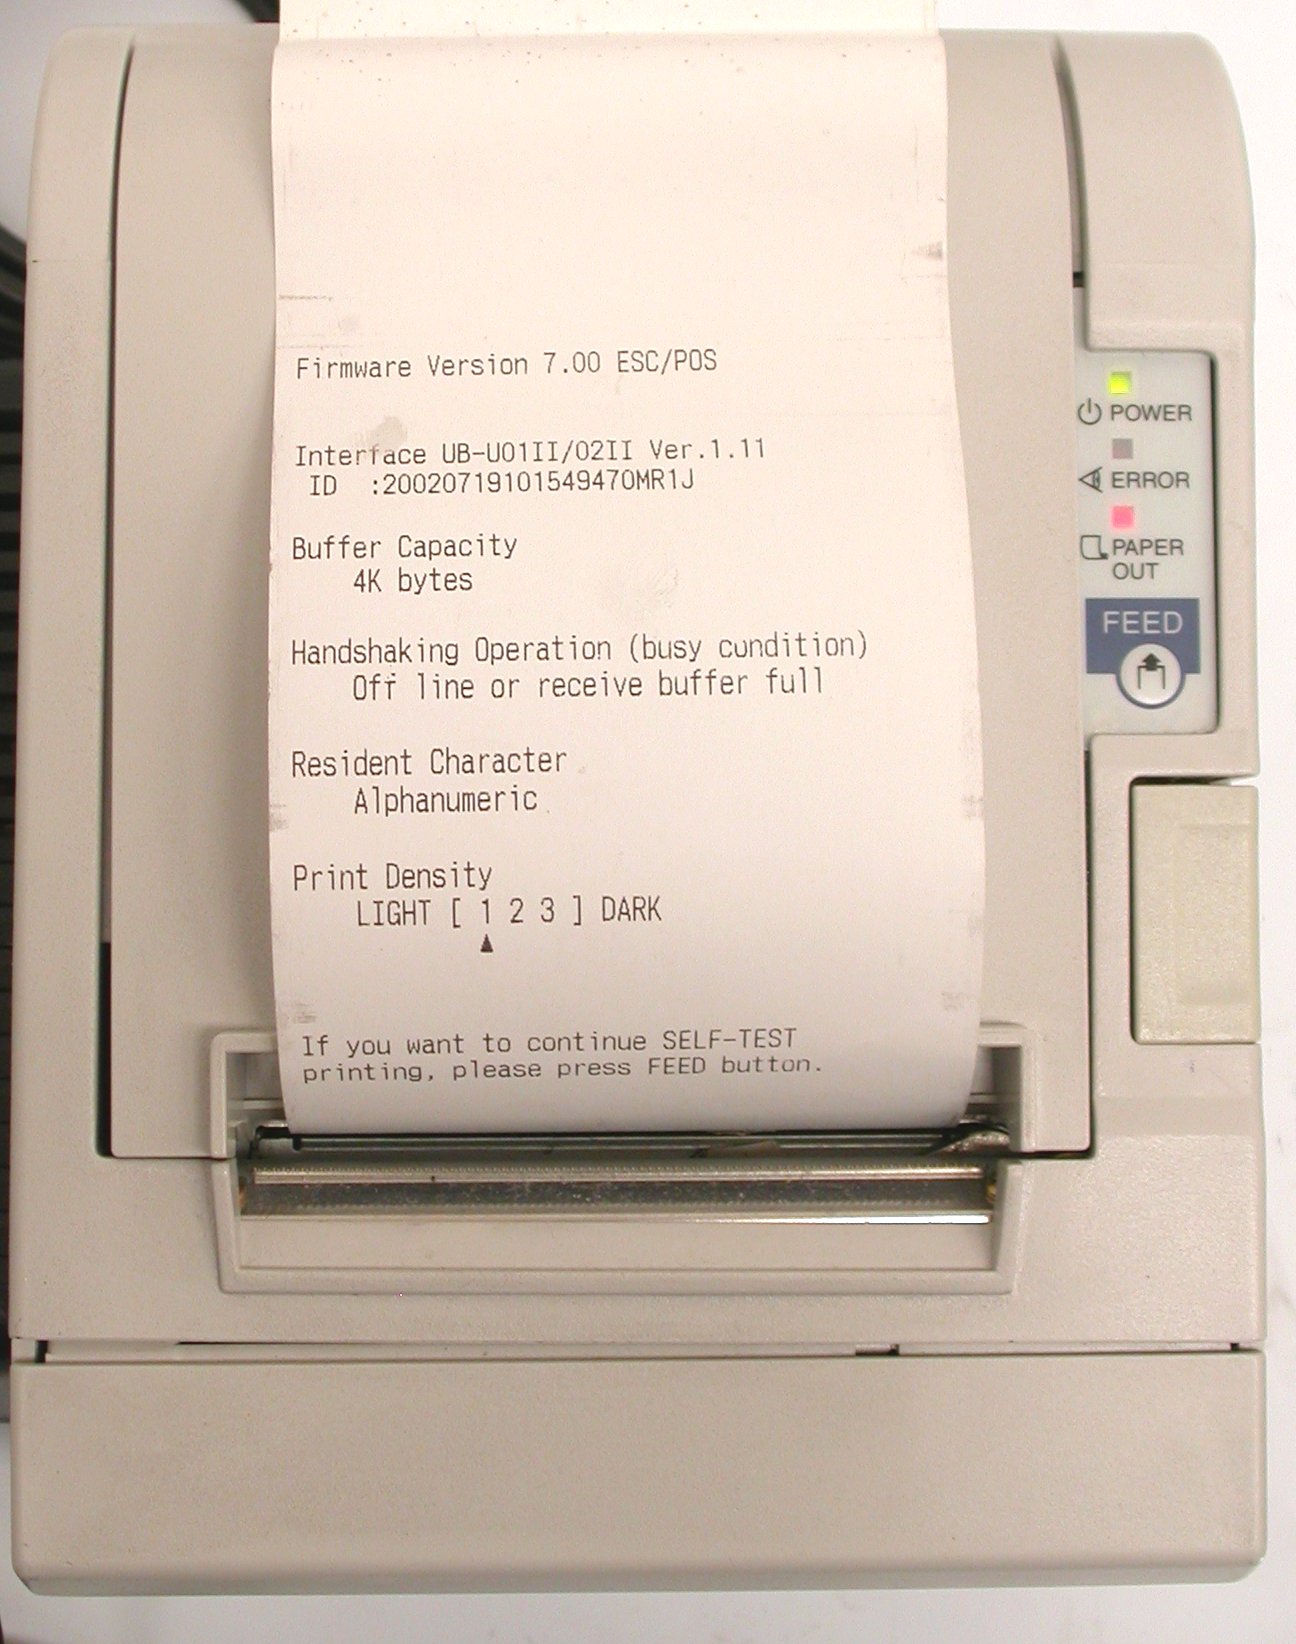 Firmware Version 7.00 ESC/POS
Interface UB-U01II/02II Ver.1.11
ID :20020719101549470MR1J
Buffer Capacity
4K bytes
Handshaking Operation (busy condition)
Off line or receive buffer full
Resident Character
Alphanumeric
Print Density
LIGHT [ 1 2 3 ] DARK
▲
If you want to continue SELF-TEST
printing, please press FEED button.
POWER
ERROR
PAPER
OUT
FEED